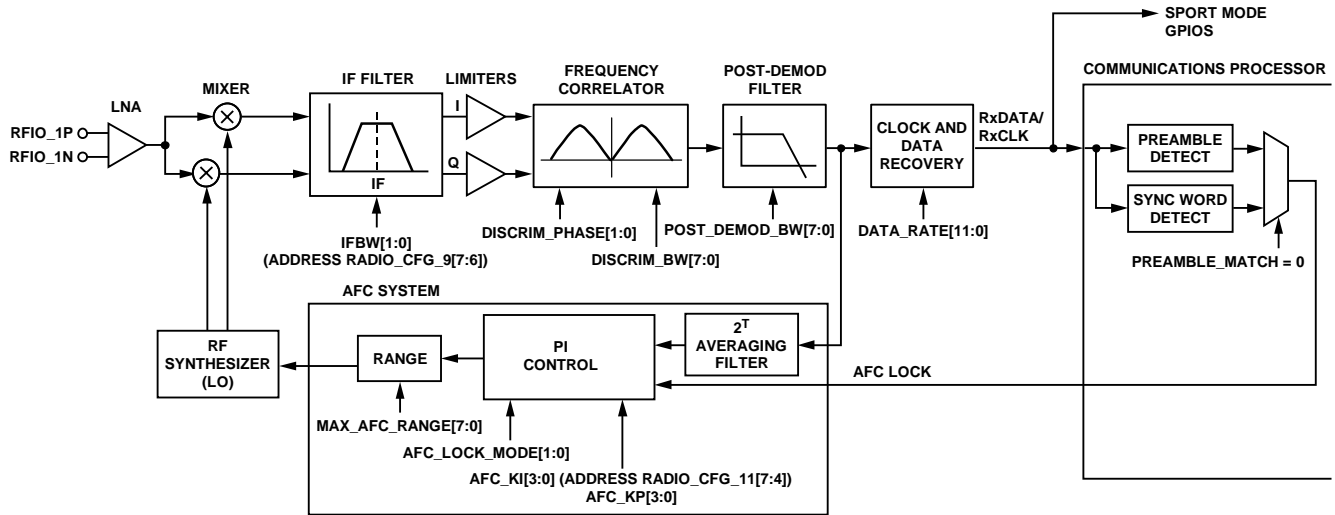 SPORT MODE
GPIOS
COMMUNICATIONS PROCESSOR
LNA
MIXER
IF FILTER
LIMITERS
FREQUENCY
CORRELATOR
POST-DEMOD
FILTER
RFIO_1P
RFIO_1N
IF
I
Q
CLOCK AND
DATA
RECOVERY
RxDATA/
RxCLK
PREAMBLE
DETECT
SYNC WORD
DETECT
IFBW[1:0]
(ADDRESS RADIO_CFG_9[7:6])
DISCRIM_PHASE[1:0]
DISCRIM_BW[7:0]
POST_DEMOD_BW[7:0]
DATA_RATE[11:0]
PREAMBLE_MATCH = 0
AFC SYSTEM
RF
SYNTHESIZER
(LO)
RANGE
PI
CONTROL
2T
AVERAGING
FILTER
AFC LOCK
MAX_AFC_RANGE[7:0]
AFC_LOCK_MODE[1:0]
AFC_KI[3:0] (ADDRESS RADIO_CFG_11[7:4])
AFC_KP[3:0]